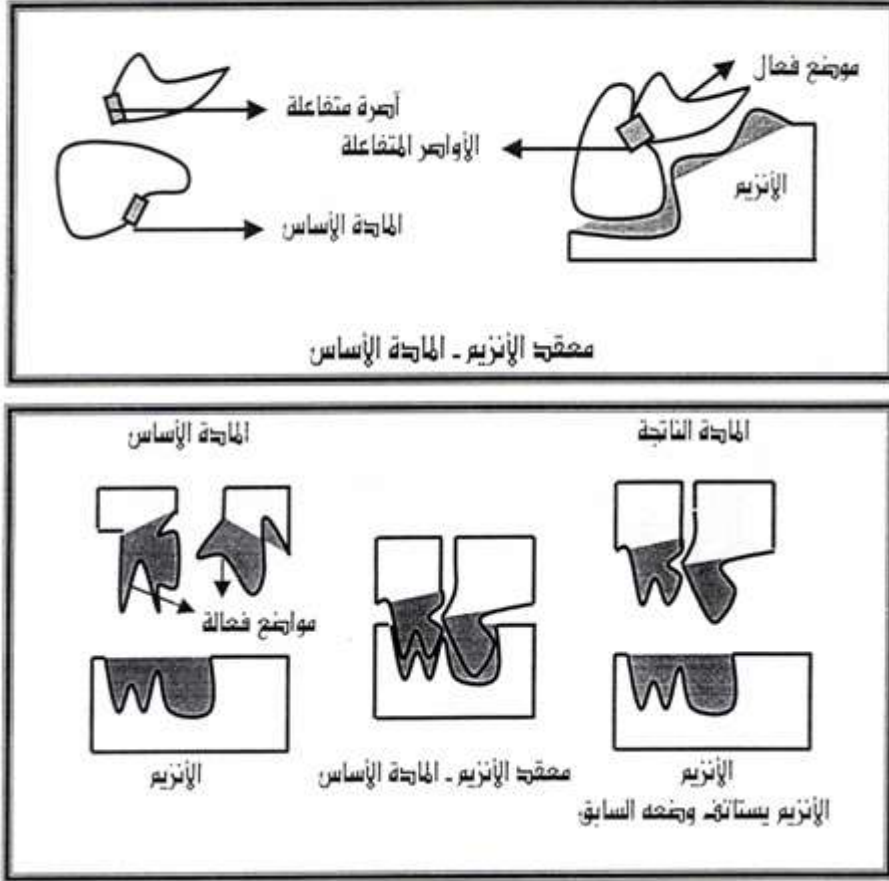 موضع فعال
آصرة متفاعلة
الأواصر المتفاعلة
الأنزيم
المادة الأساس
معقد الأنزيم - المادة الأساس
المادة الناتجة
المادة الأساس
مواضع فعالة
الأنزيم
معقد الأنزيم - المادة الأساس
الأنزيم
الأنزيم يستانف وضعه السابق.